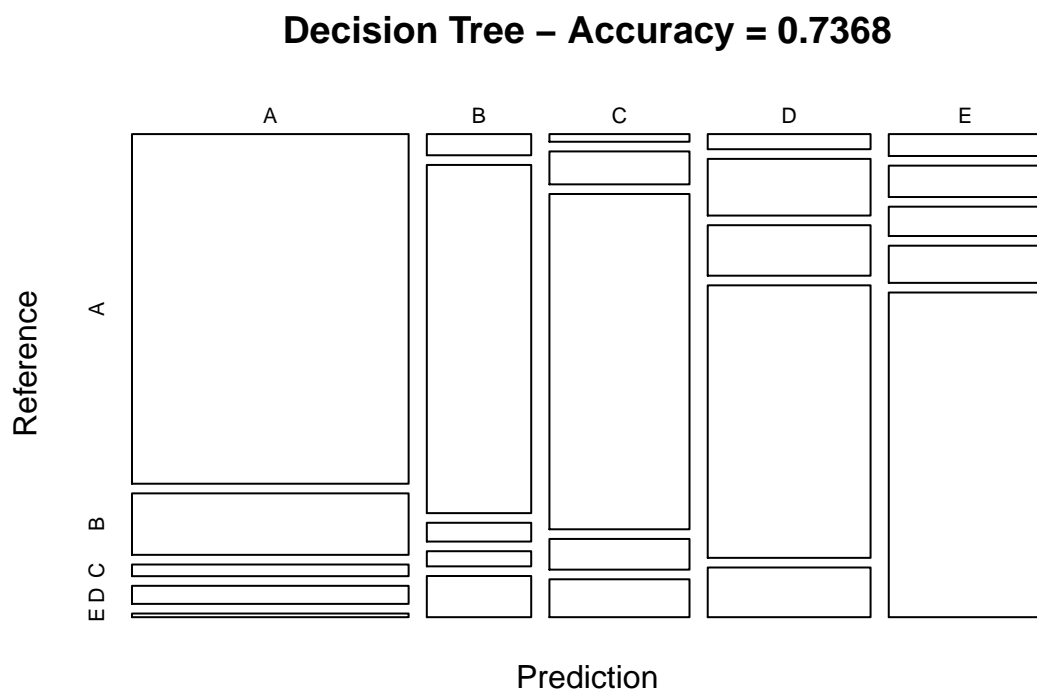 Decision Tree – Accuracy = 0.7368
A B C D E
Reference
A
B
C
D
E
Prediction